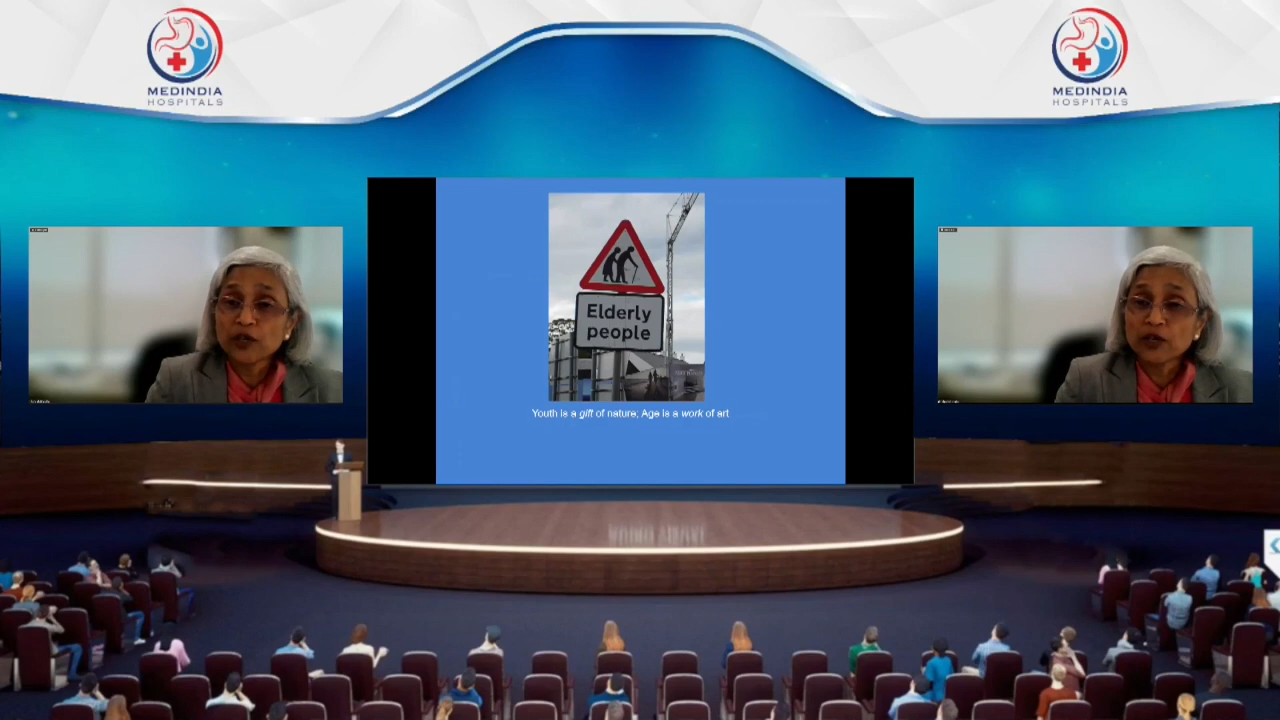 MEDINDIA
HOSPITALS
MEDINDIA
HOSPITALS
Elderly
people
Youth is a gift of nature; Age is a work of art